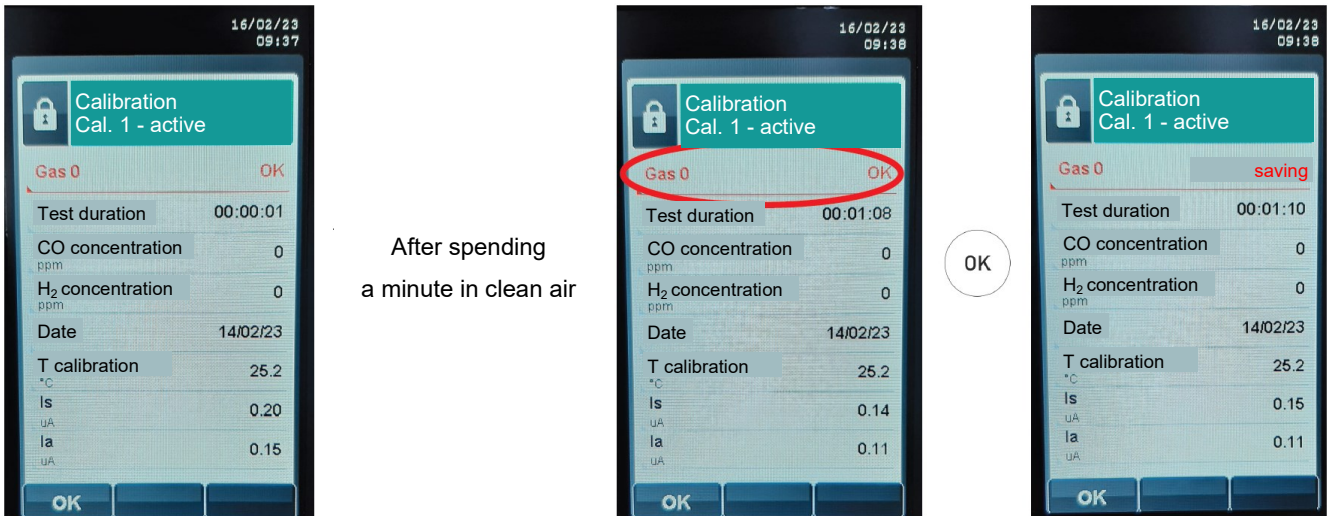 16/02/23
09:37
Calibration
Cal. 1 - active
Gas 0 OK
Test duration 00:00:01
CO concentration 0
ppm
H₂ concentration 0
ppm
Date 14/02/23
T calibration 25.2
°C
Is 0.20
uA
Ia 0.15
uA
OK
After spending
a minute in clean air
16/02/23
09:38
Calibration
Cal. 1 - active
Gas 0 OK
Test duration 00:01:08
CO concentration 0
ppm
H₂ concentration 0
ppm
Date 14/02/23
T calibration 25.2
°C
Is 0.14
uA
Ia 0.11
uA
OK
OK
16/02/23
09:38
Calibration
Cal. 1 - active
Gas 0 saving
Test duration 00:01:10
CO concentration 0
ppm
H₂ concentration 0
ppm
Date 14/02/23
T calibration 25.2
°C
Is 0.15
uA
Ia 0.11
uA
OK